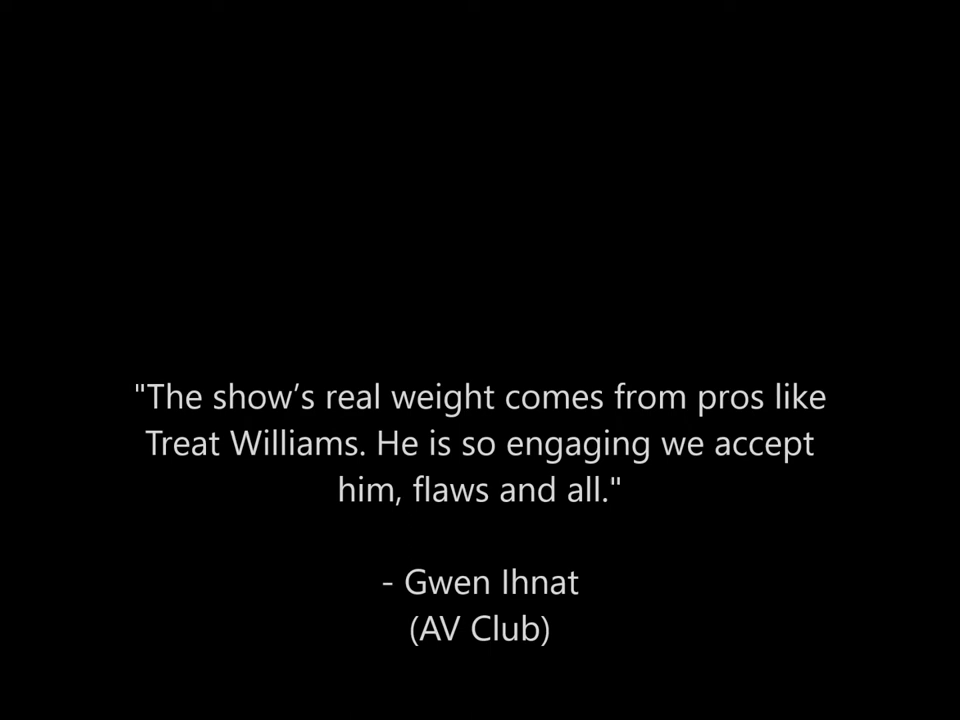 "The show’s real weight comes from pros like
Treat Williams. He is so engaging we accept
him, flaws and all."
- Gwen Ihnat
(AV Club)